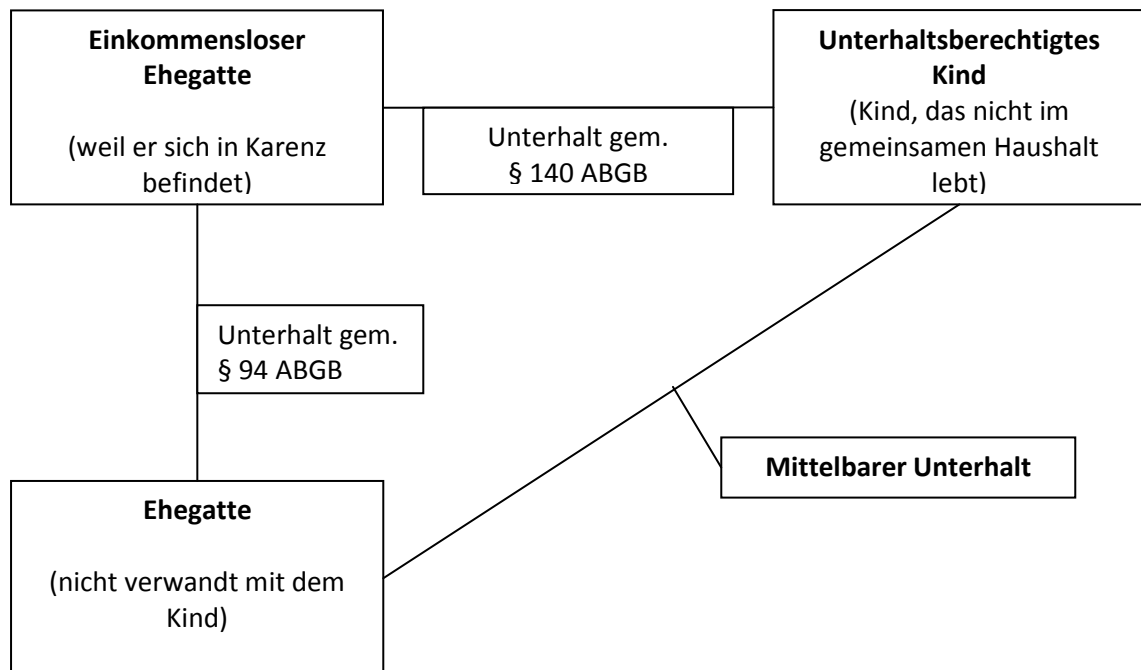 Einkommensloser
Ehegatte
(weil er sich in Karenz
befindet)
Unterhalt gem.
§ 140 ABGB
Unterhaltsberechtigtes
Kind
(Kind, das nicht im
gemeinsamen Haushalt
lebt)
Unterhalt gem.
§ 94 ABGB
Mittelbarer Unterhalt
Ehegatte
(nicht verwandt mit dem
Kind)